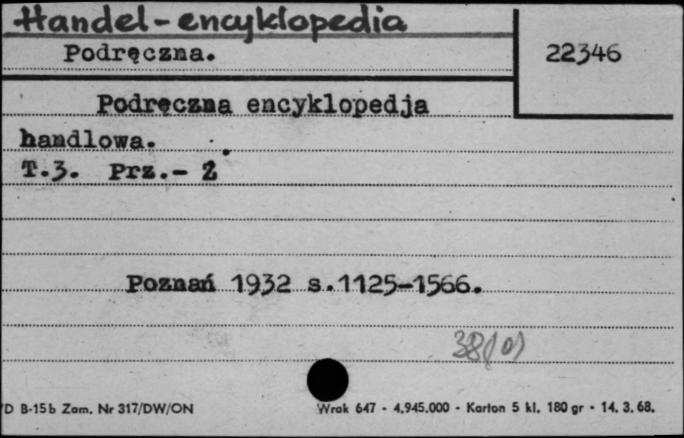 Handel-encyklopedia
Podręczna.
22346
Podręczna encyklopedja
handlowa.
T.3. Prz.- Ż
Poznań 1932 s.1125-1566.
38(0)
D B-15b Zam. Nr 317/DW/ON
Wrak 647 - 4.945.000 - Karton 5 kl. 180 gr - 14. 3. 68.